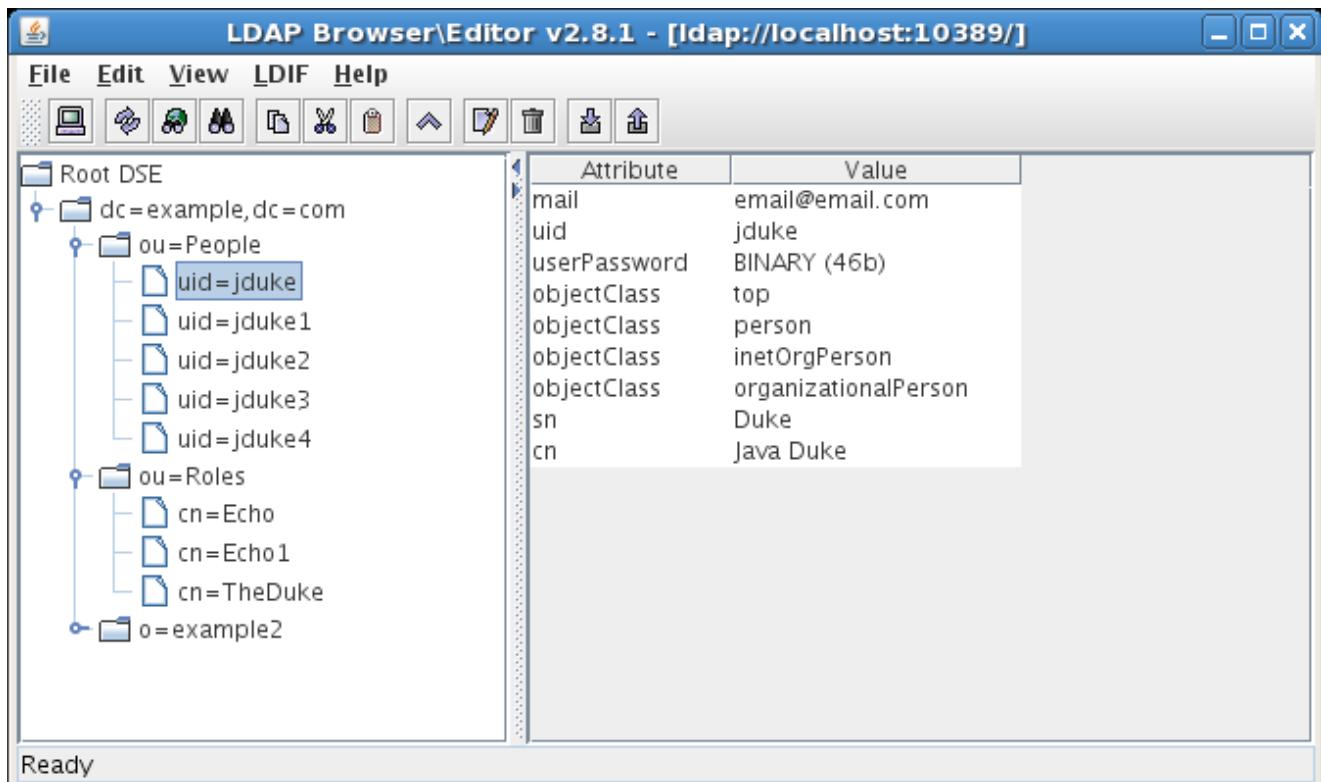 LDAP Browser\Editor v2.8.1 - [ldap://localhost:10389/]
File Edit View LDIF Help
Root DSE
dc=example,dc=com
ou=People
uid=jduke
uid=jduke1
uid=jduke2
uid=jduke3
uid=jduke4
ou=Roles
cn=Echo
cn=Echo1
cn=TheDuke
o=example2
Attribute Value
mail email@email.com
uid jduke
userPassword BINARY (46b)
objectClass top
objectClass person
objectClass inetOrgPerson
objectClass organizationalPerson
sn Duke
cn Java Duke
Ready